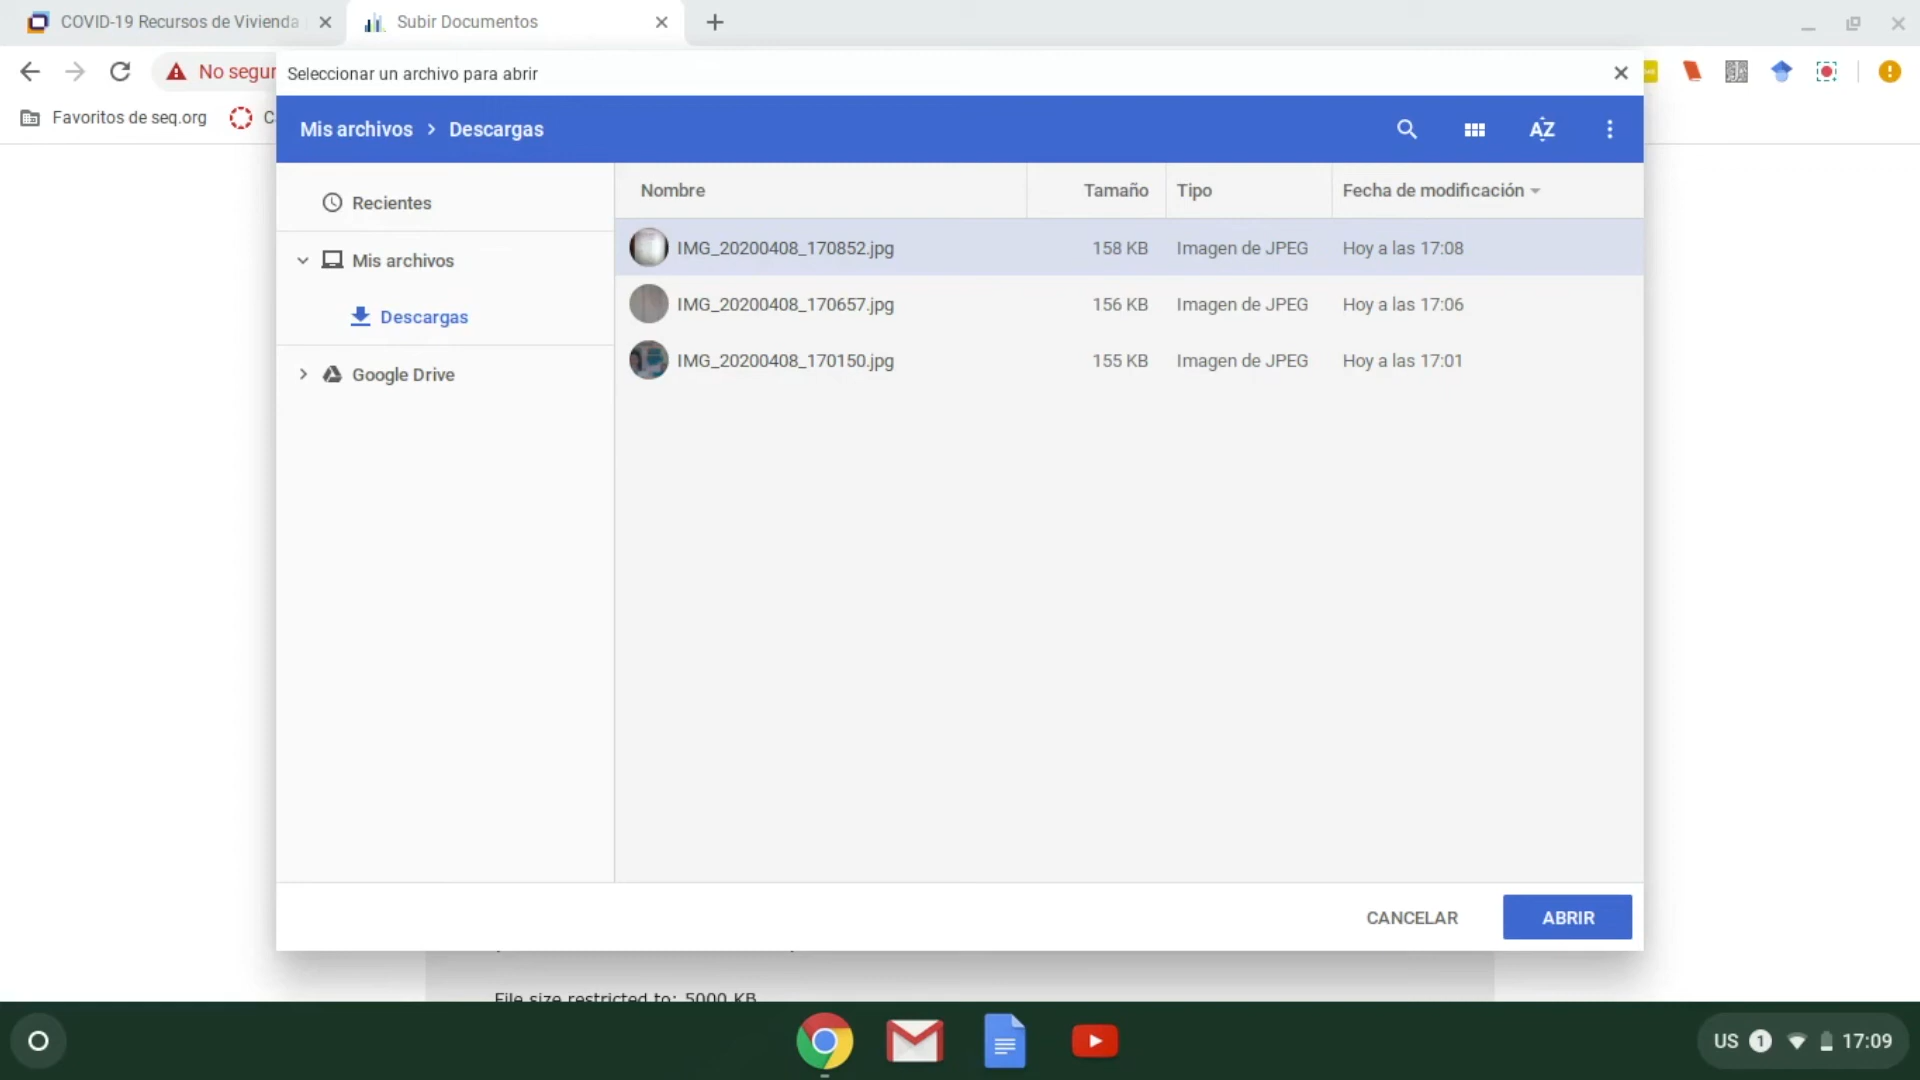 COVID-19 Recursos de Vivienda
Subir Documentos
No segur
Seleccionar un archivo para abrir
Favoritos de seq.org
C
Mis archivos
Descargas
AZ
Recientes
Mis archivos
Descargas
Google Drive
Nombre Tamaño Tipo Fecha de modificación
IMG_20200408_170852.jpg 158 KB Imagen de JPEG Hoy a las 17:08
IMG_20200408_170657.jpg 156 KB Imagen de JPEG Hoy a las 17:06
IMG_20200408_170150.jpg 155 KB Imagen de JPEG Hoy a las 17:01
CANCELAR ABRIR
File size restricted to: 5000 KB
US 1 17:09